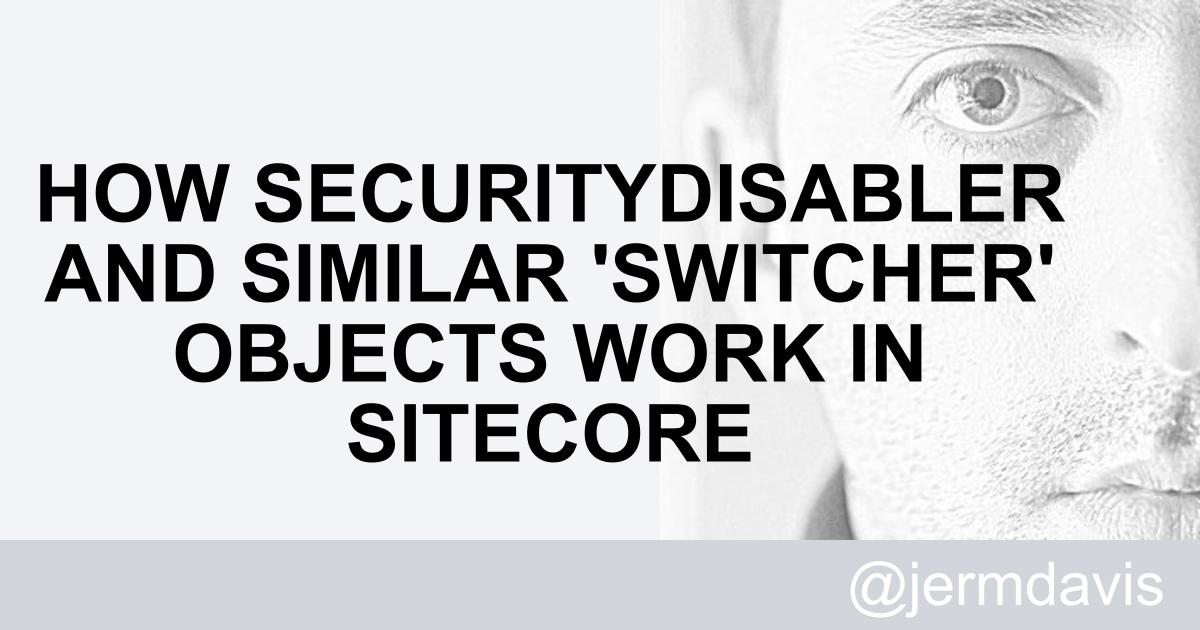 HOW SECURITYDISABLER
AND SIMILAR 'SWITCHER'
OBJECTS WORK IN
SITECORE
@jermdavis